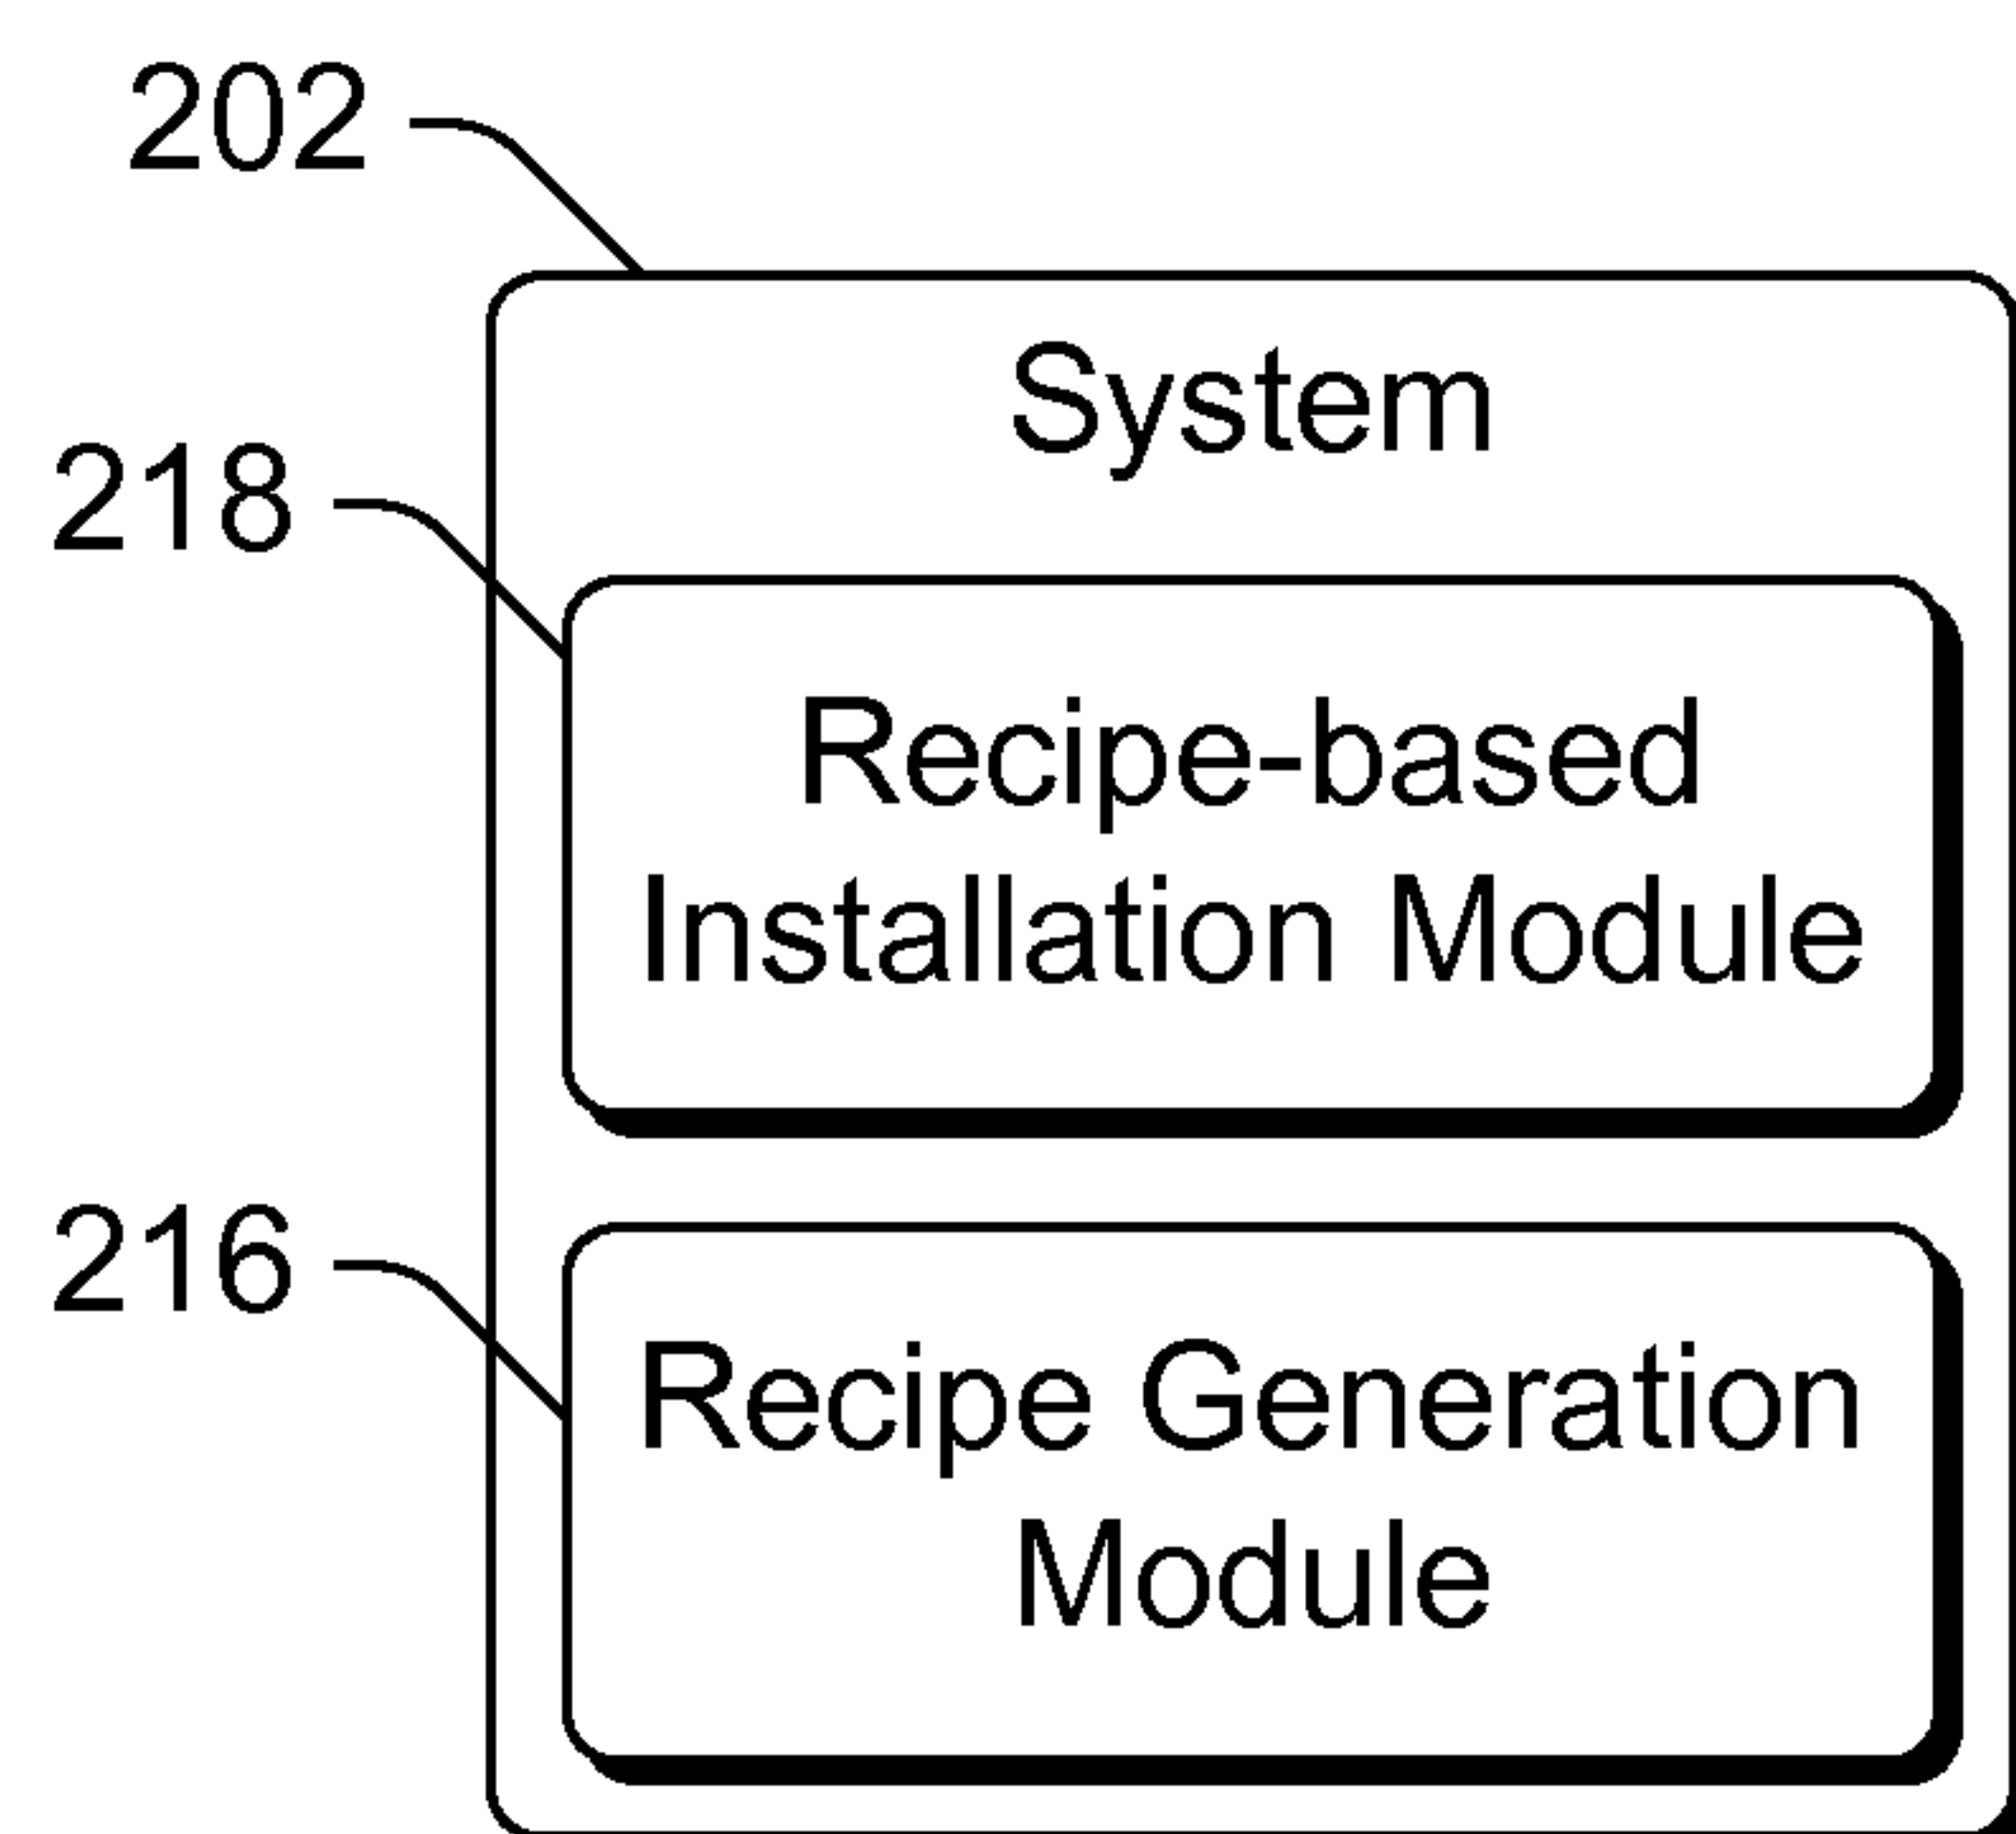 202
System
218
Recipe-based
Installation Module
216
Recipe Generation
Module